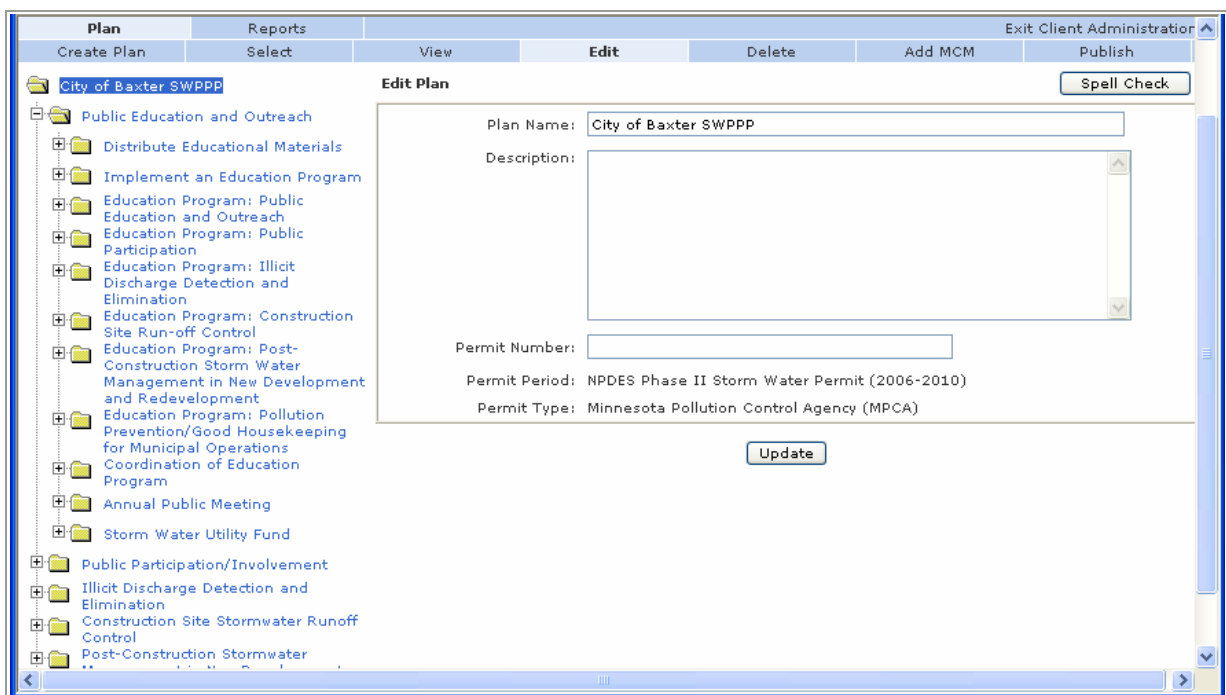 Plan Reports Exit Client Administration
Create Plan Select View Edit Delete Add MCM Publish
City of Baxter SWPPP
Public Education and Outreach
Distribute Educational Materials
Implement an Education Program
Education Program: Public
Education and Outreach
Education Program: Public
Participation
Education Program: Illicit
Discharge Detection and
Elimination
Education Program: Construction
Site Run-off Control
Education Program: Post-
Construction Storm Water
Management in New Development
and Redevelopment
Education Program: Pollution
Prevention/Good Housekeeping
for Municipal Operations
Coordination of Education
Program
Annual Public Meeting
Storm Water Utility Fund
Public Participation/Involvement
Illicit Discharge Detection and
Elimination
Construction Site Stormwater Runoff
Control
Post-Construction Stormwater
Edit Plan Spell Check
Plan Name: City of Baxter SWPPP
Description:
Permit Number:
Permit Period: NPDES Phase II Storm Water Permit (2006-2010)
Permit Type: Minnesota Pollution Control Agency (MPCA)
Update